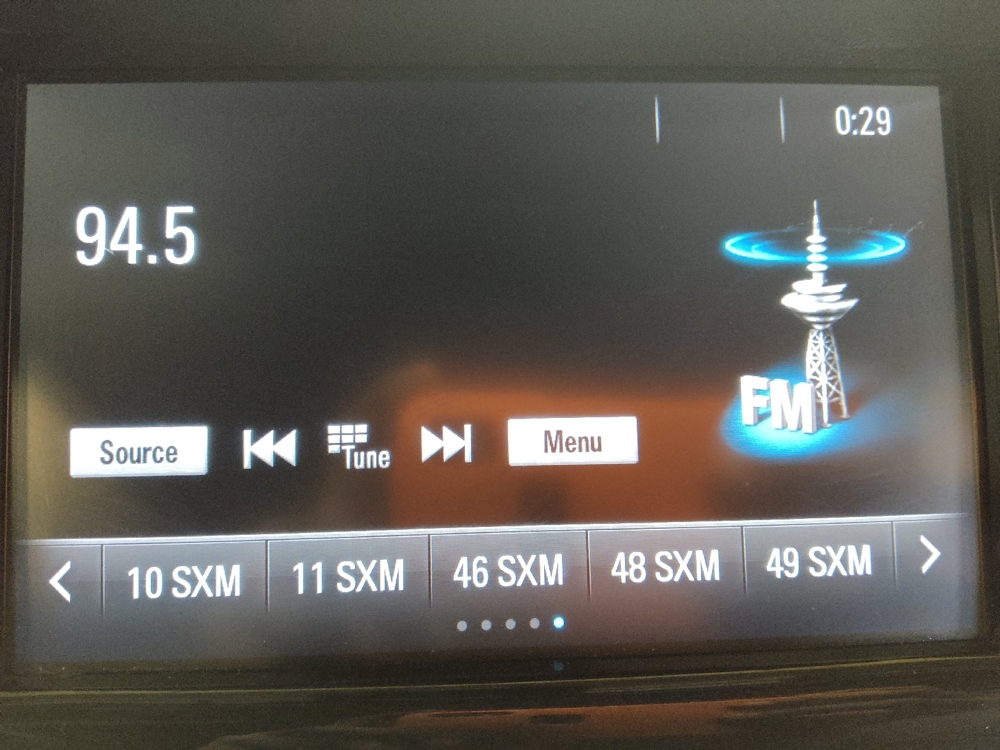 0:29
94.5
FM
Source Tune Menu
10 SXM 11 SXM 46 SXM 48 SXM 49 SXM